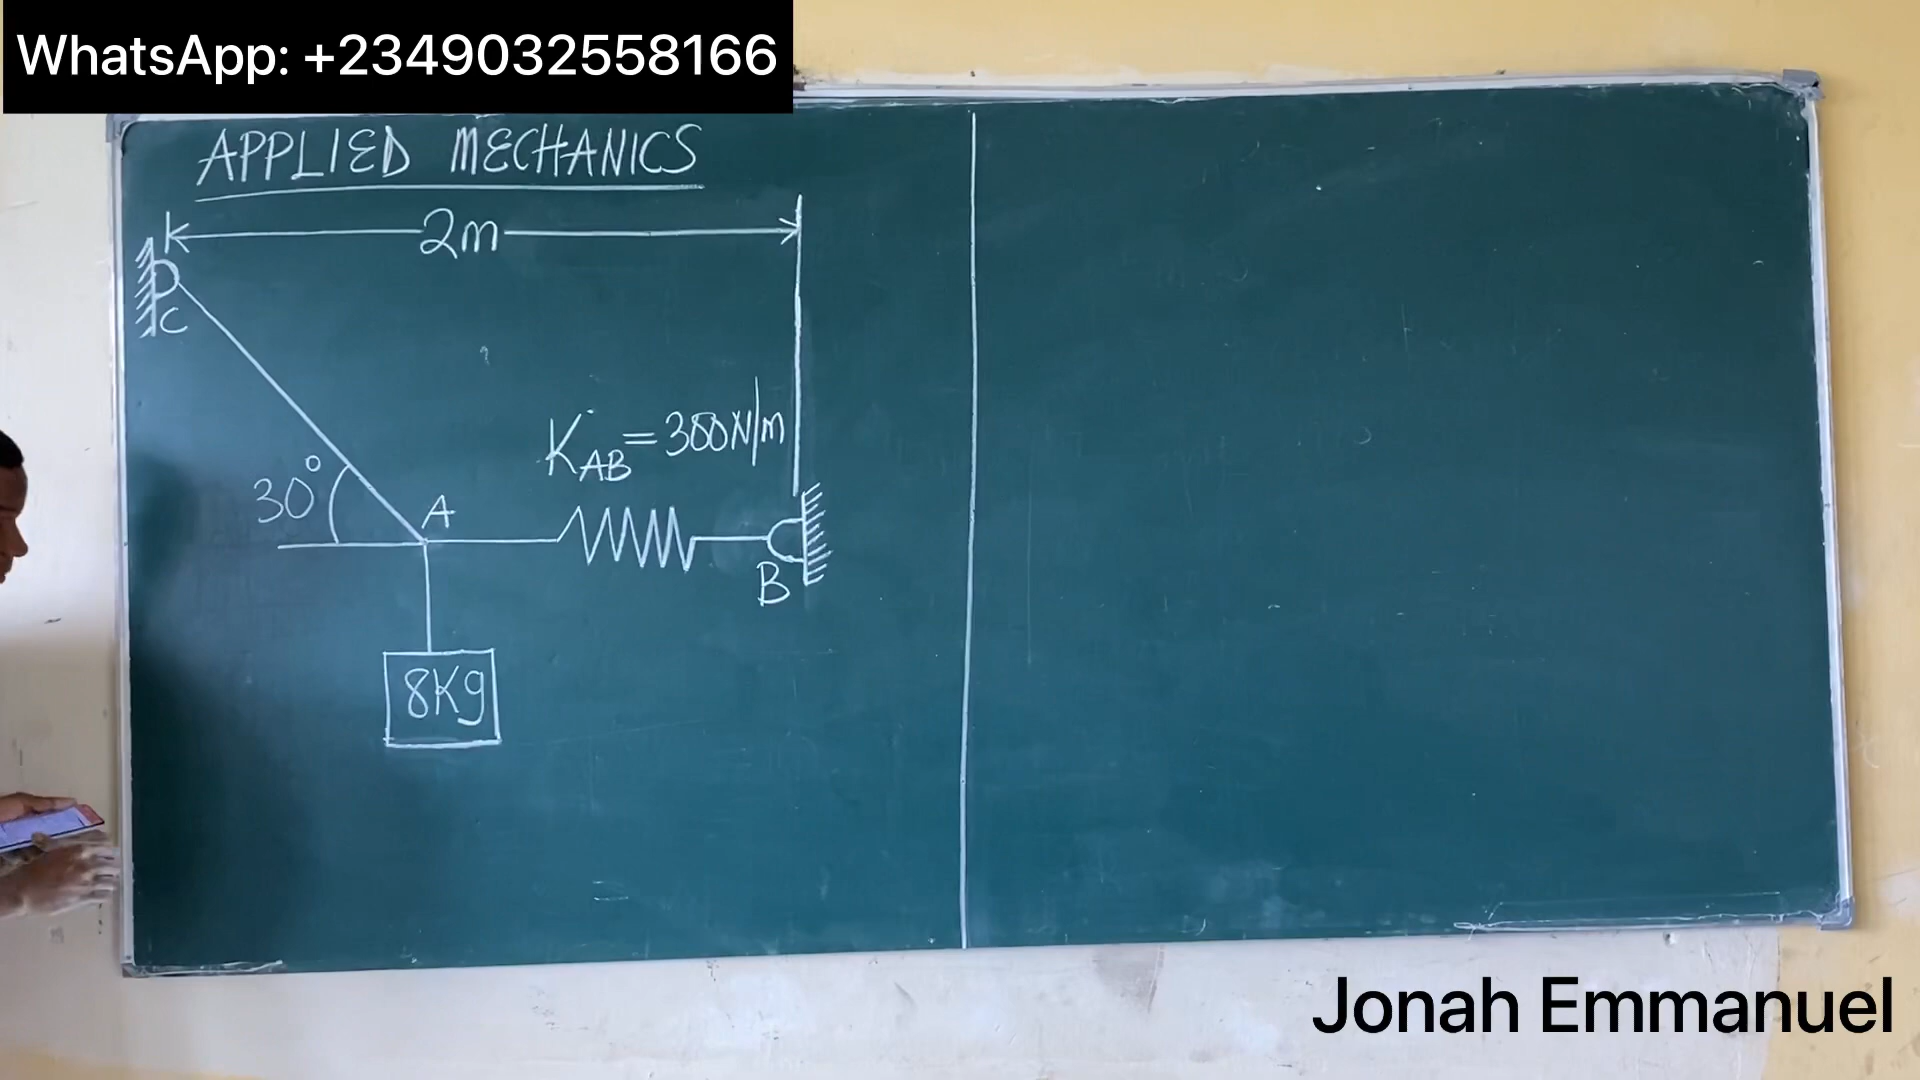 WhatsApp: +2349032558166
APPLIED MECHANICS
2m
C
K_AB = 300N/m
30°
A
B
8Kg
Jonah Emmanuel